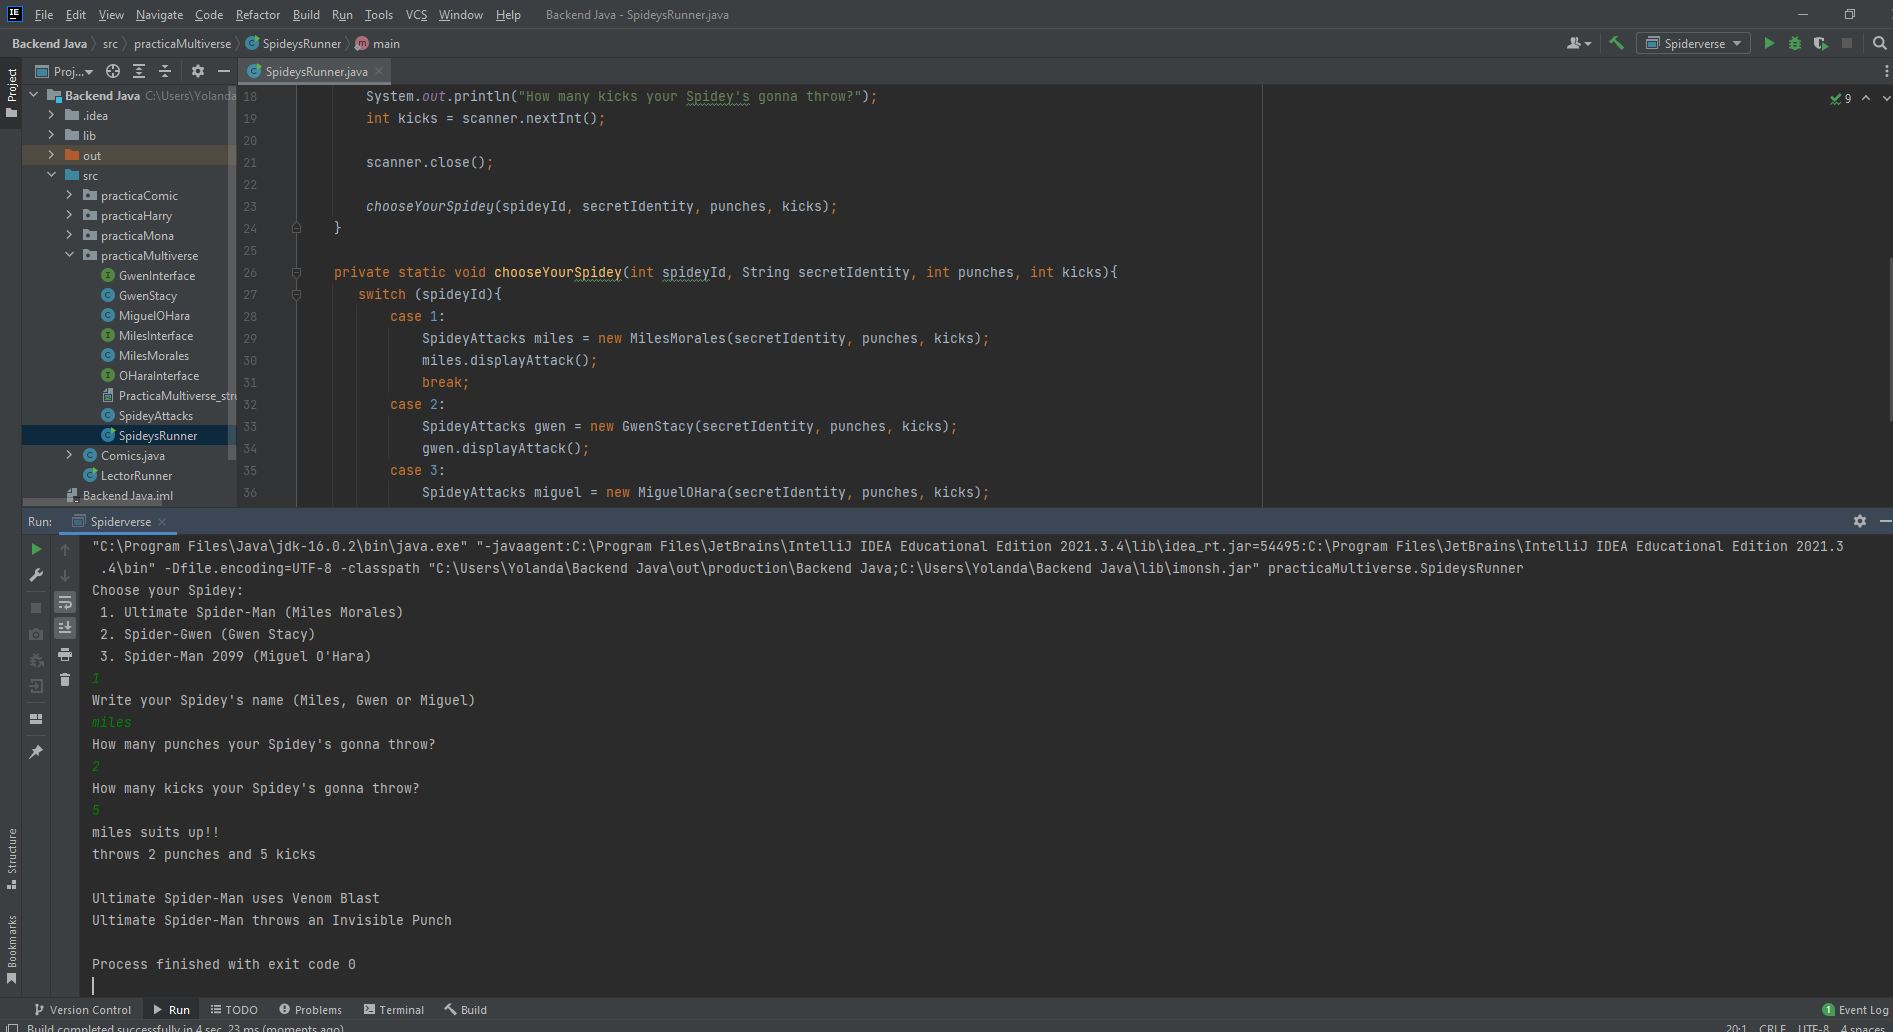 IE File Edit View Navigate Code Refactor Build Run Tools VCS Window Help Backend Java - SpideysRunner.java
Backend Java src practicaMultiverse SpideysRunner main Spiderverse
Project Proj... SpideysRunner.java
Backend Java C:\Users\Yolanda
.idea
lib
out
src
practicaComic
practicaHarry
practicaMona
practicaMultiverse
GwenInterface
GwenStacy
MiguelOHara
MilesInterface
MilesMorales
OHaraInterface
PracticaMultiverse_stru
SpideyAttacks
SpideysRunner
Comics.java
LectorRunner
Backend Java.iml
18 System.out.println("How many kicks your Spidey's gonna throw?"); 9
19 int kicks = scanner.nextInt();
20
21 scanner.close();
22
23 chooseYourSpidey(spideyId, secretIdentity, punches, kicks);
24 }
25
26 private static void chooseYourSpidey(int spideyId, String secretIdentity, int punches, int kicks){
27 switch (spideyId){
28 case 1:
29 SpideyAttacks miles = new MilesMorales(secretIdentity, punches, kicks);
30 miles.displayAttack();
31 break;
32 case 2:
33 SpideyAttacks gwen = new GwenStacy(secretIdentity, punches, kicks);
34 gwen.displayAttack();
35 case 3:
36 SpideyAttacks miguel = new MiguelOHara(secretIdentity, punches, kicks);
Run: Spiderverse
"C:\Program Files\Java\jdk-16.0.2\bin\java.exe" "-javaagent:C:\Program Files\JetBrains\IntelliJ IDEA Educational Edition 2021.3.4\lib\idea_rt.jar=54495:C:\Program Files\JetBrains\IntelliJ IDEA Educational Edition 2021.3
.4\bin" -Dfile.encoding=UTF-8 -classpath "C:\Users\Yolanda\Backend Java\out\production\Backend Java;C:\Users\Yolanda\Backend Java\lib\imonsh.jar" practicaMultiverse.SpideysRunner
Choose your Spidey:
1. Ultimate Spider-Man (Miles Morales)
2. Spider-Gwen (Gwen Stacy)
3. Spider-Man 2099 (Miguel O'Hara)
1
Write your Spidey's name (Miles, Gwen or Miguel)
miles
How many punches your Spidey's gonna throw?
2
How many kicks your Spidey's gonna throw?
5
miles suits up!!
throws 2 punches and 5 kicks
Ultimate Spider-Man uses Venom Blast
Ultimate Spider-Man throws an Invisible Punch
Process finished with exit code 0
Structure
Bookmarks
Version Control Run TODO Problems Terminal Build 1 Event Log
Build completed successfully in 4 sec, 23 ms (moments ago) 20:1 CRLF UTF-8 4 spaces